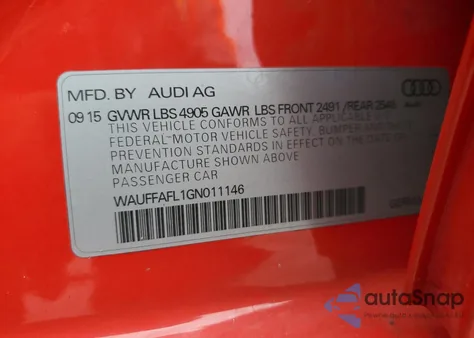 MFD. BY AUDI AG
09 15 GVWR LBS 4905 GAWR LBS FRONT 2491 /REAR
THIS VEHICLE CONFORMS TO ALL APPLICABLE
FEDERAL-MOTOR VEHICLE SAFETY, BUMPER AND THEFT
PREVENTION STANDARDS IN EFFECT ON THE DATE OF
MANUFACTURE SHOWN ABOVE.
PASSENGER CAR
WAUFFAFL1GN011146
autoSnap